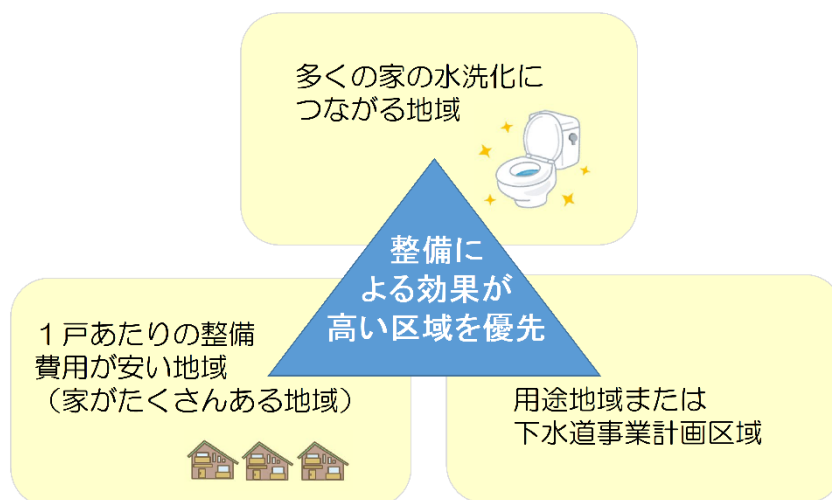 多くの家の水洗化に
つながる地域
整備に
よる効果が
高い区域を優先
１戸あたりの整備
費用が安い地域
（家がたくさんある地域）
用途地域または
下水道事業計画区域